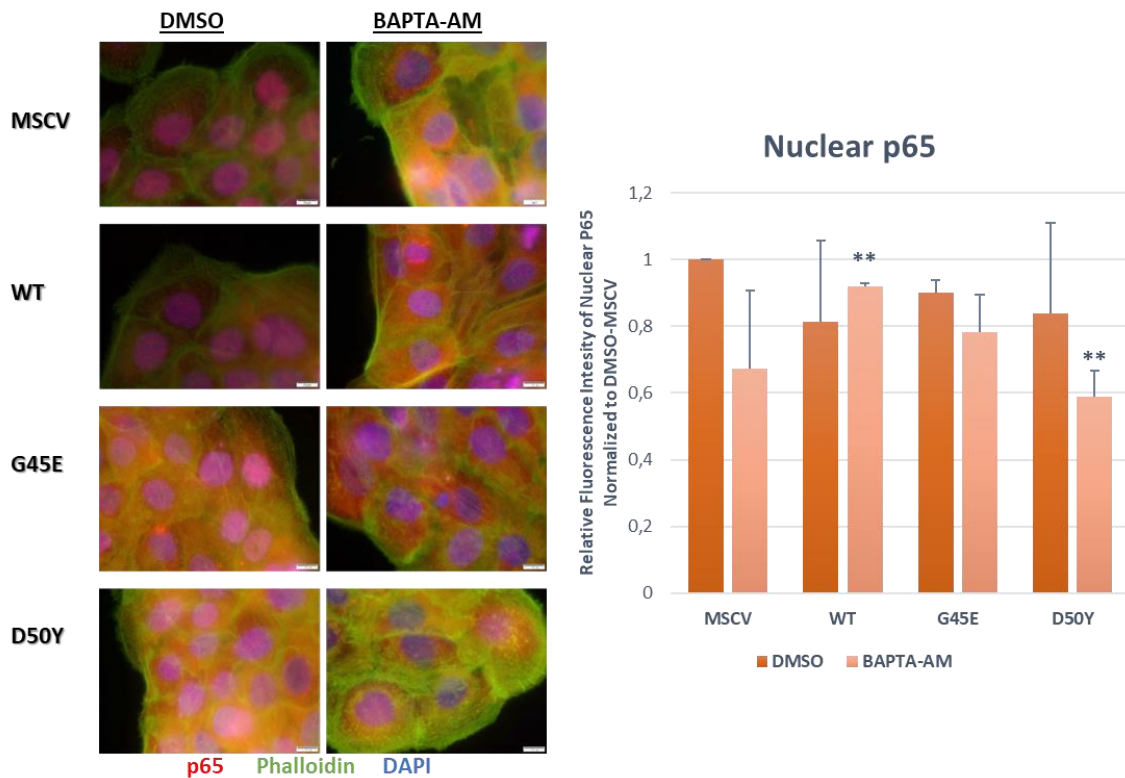 DMSO BAPTA-AM
MSCV
WT
G45E
D50Y
p65 Phalloidin DAPI
Nuclear p65
Relative Fluorescence Intesity of Nuclear P65
Normalized to DMSO-MSCV
1,2
1
0,8
0,6
0,4
0,2
0
**
**
MSCV WT G45E D50Y
DMSO BAPTA-AM